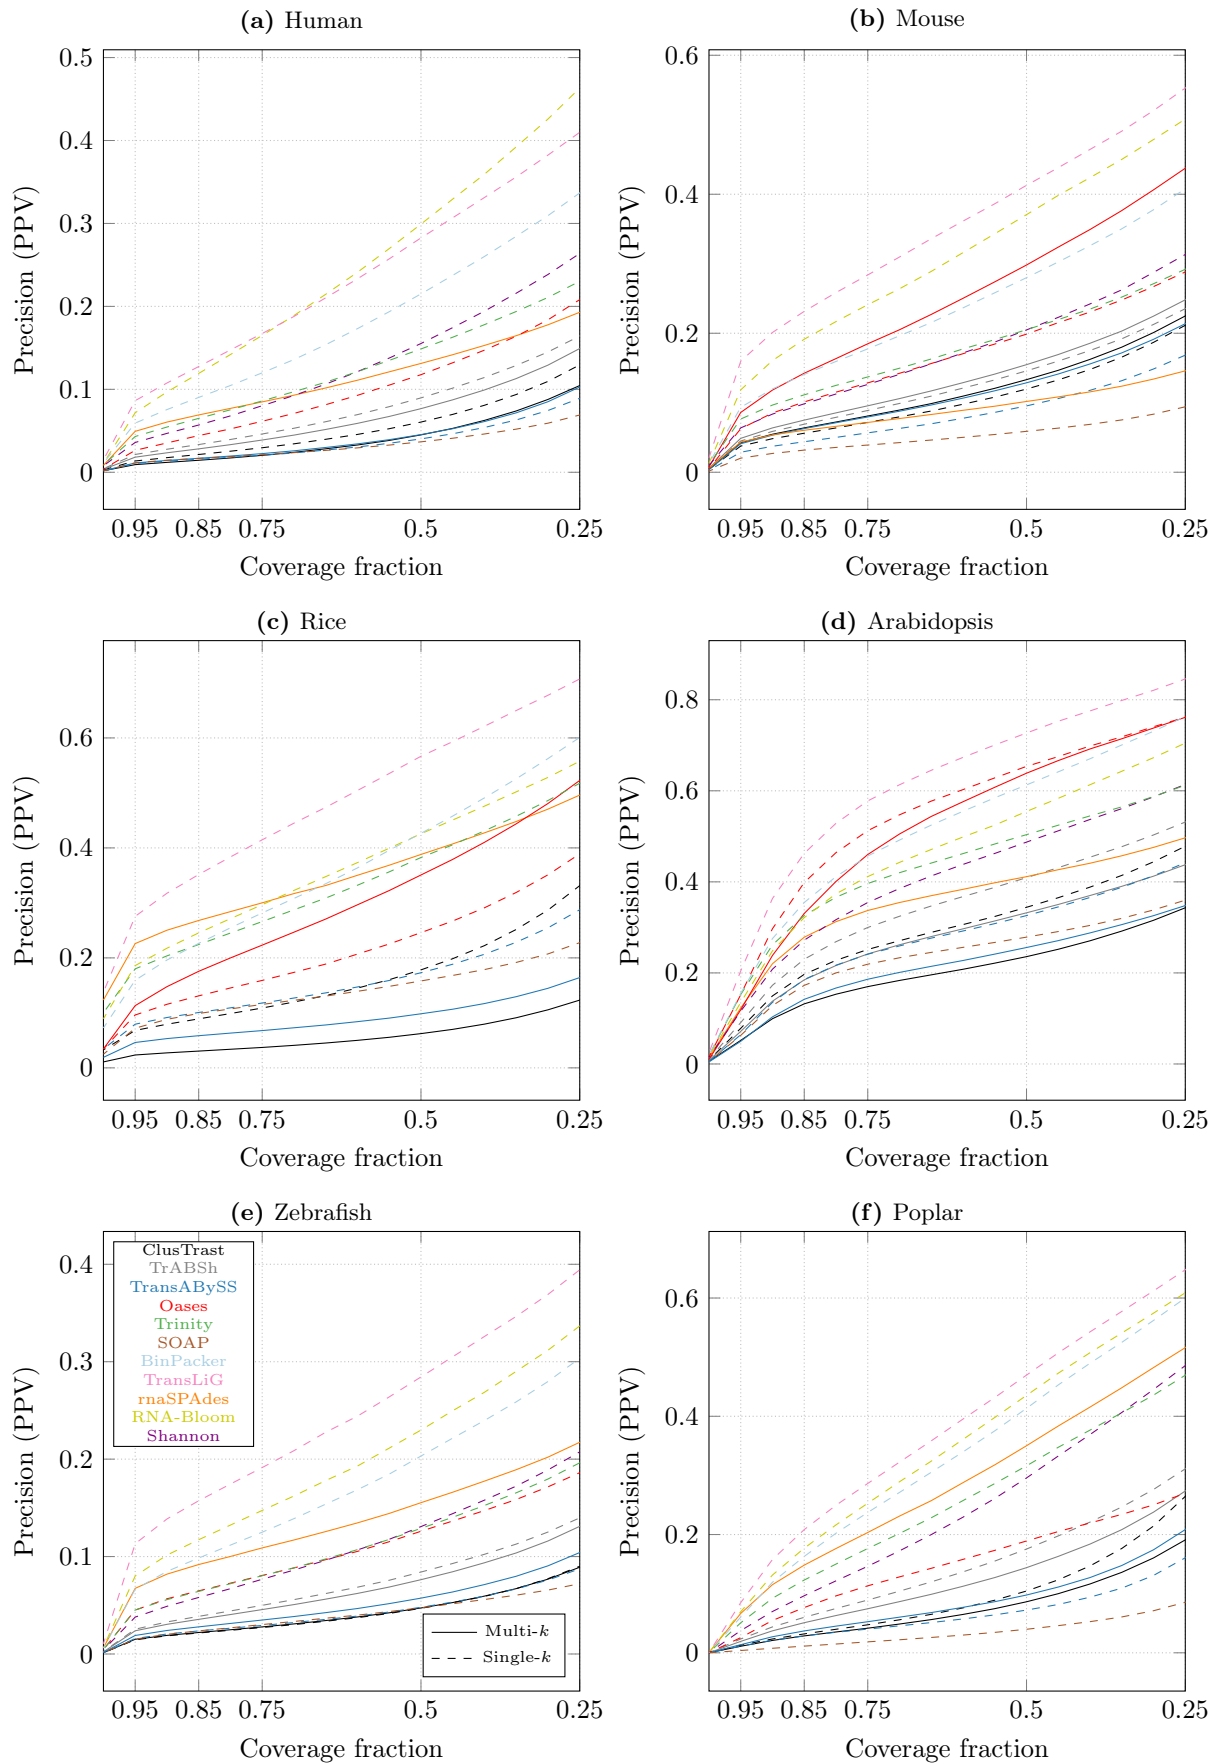 (a) Human
0.5
0.4
0.3
0.2
0.1
0
Precision (PPV)
0.95 0.85 0.75 0.5 0.25
Coverage fraction
(b) Mouse
0.6
0.4
0.2
0
Precision (PPV)
0.95 0.85 0.75 0.5 0.25
Coverage fraction
(c) Rice
0.6
0.4
0.2
0
Precision (PPV)
0.95 0.85 0.75 0.5 0.25
Coverage fraction
(d) Arabidopsis
0.8
0.6
0.4
0.2
0
Precision (PPV)
0.95 0.85 0.75 0.5 0.25
Coverage fraction
(e) Zebrafish
0.4
0.3
0.2
0.1
0
Precision (PPV)
ClusTrast
TrABSh
TransABySS
Oases
Trinity
SOAP
BinPacker
TransLiG
rnaSPAdes
RNA-Bloom
Shannon
Multi-k
Single-k
0.95 0.85 0.75 0.5 0.25
Coverage fraction
(f) Poplar
0.6
0.4
0.2
0
Precision (PPV)
0.95 0.85 0.75 0.5 0.25
Coverage fraction